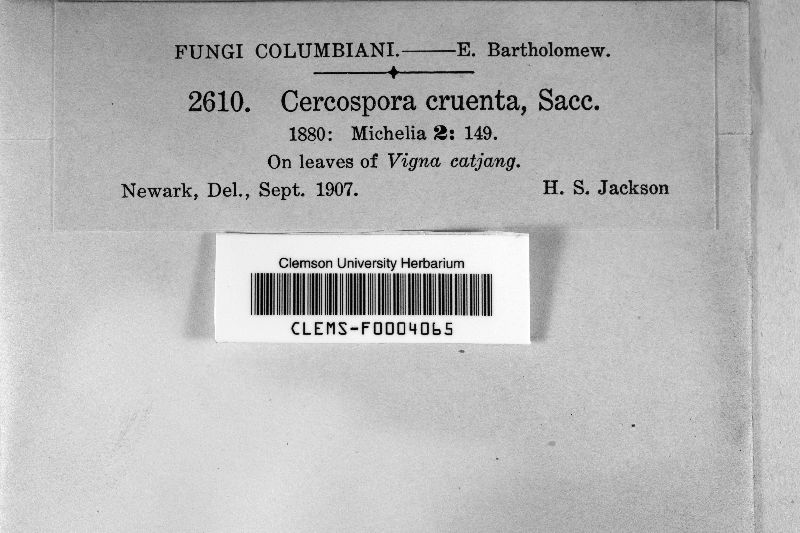 FUNGI COLUMBIANI.——E. Bartholomew.
2610. Cercospora cruenta, Sacc.
1880: Michelia 2: 149.
On leaves of Vigna catjang.
Newark, Del., Sept. 1907. H. S. Jackson
Clemson University Herbarium
CLEMS-F0004065